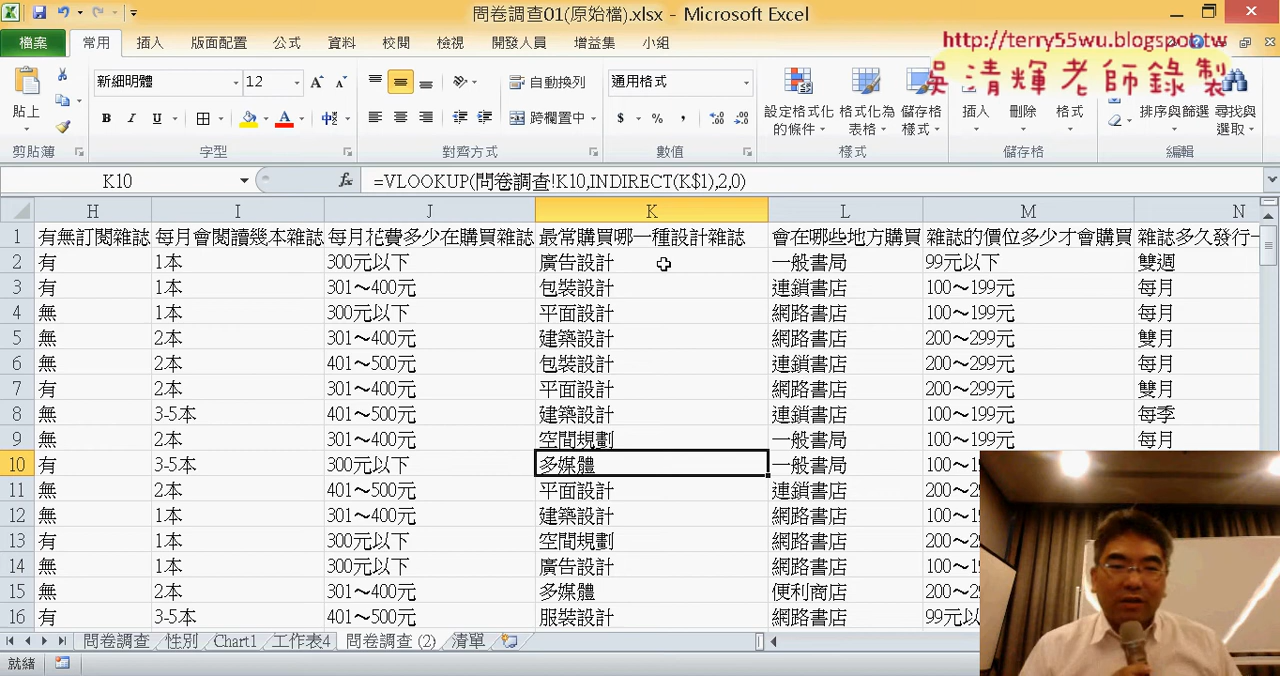 問卷調查01(原始檔).xlsx - Microsoft Excel
http://terry55wu.blogspot.tw
吳清輝老師錄製
檔案 常用 插入 版面配置 公式 資料 校閱 檢視 開發人員 增益集 小組
貼上 新細明體 12 自動換列 通用格式 設定格式化的條件 格式化為表格 儲存格樣式 插入 刪除 格式 排序與篩選 尋找與選取
跨欄置中
剪貼簿 字型 對齊方式 數值 樣式 儲存格 編輯
K10 =VLOOKUP(問卷調查!K10,INDIRECT(K$1),2,0)
H I J K L M N
1 有無訂閱雜誌 每月會閱讀幾本雜誌 每月花費多少在購買雜誌 最常購買哪一種設計雜誌 會在哪些地方購買 雜誌的價位多少才會購買 雜誌多久發行一
2 有 1本 300元以下 廣告設計 一般書局 99元以下 雙週
3 有 1本 301～400元 包裝設計 連鎖書店 100～199元 每月
4 無 1本 300元以下 平面設計 網路書店 100～199元 每月
5 無 2本 301～400元 建築設計 網路書店 200～299元 雙月
6 無 2本 401～500元 包裝設計 連鎖書店 200～299元 每月
7 有 2本 301～400元 平面設計 網路書店 200～299元 雙月
8 無 3-5本 401～500元 建築設計 連鎖書店 100～199元 每季
9 無 2本 301～400元 空間規劃 一般書局 100～199元 每月
10 有 3-5本 300元以下 多媒體 一般書局 100～1
11 無 2本 401～500元 平面設計 連鎖書店 200～2
12 無 1本 301～400元 建築設計 網路書店 100～1
13 有 1本 300元以下 空間規劃 網路書店 200～2
14 無 1本 300元以下 廣告設計 網路書店 100～1
15 無 2本 301～400元 多媒體 便利商店 200～2
16 有 3-5本 401～500元 服裝設計 網路書店 99元以
問卷調查 性別 Chart1 工作表4 問卷調查 (2) 清單
就緒